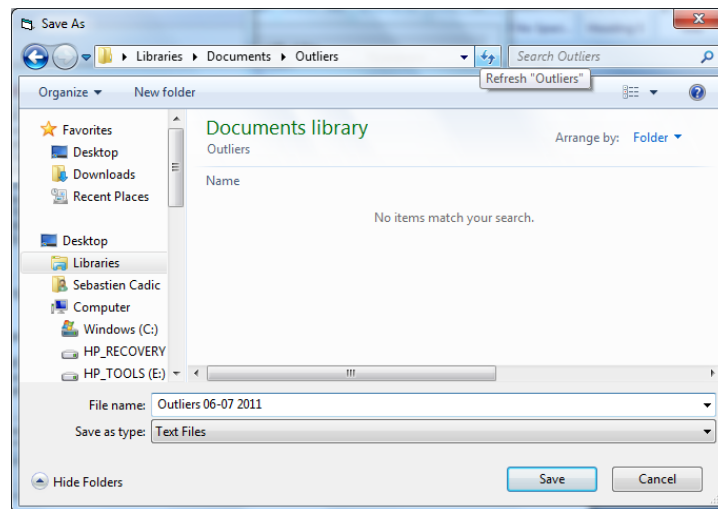 Save As
Libraries Documents Outliers Search Outliers
Refresh "Outliers"
Organize New folder
Favorites
Desktop
Downloads
Recent Places
Desktop
Libraries
Sebastien Cadic
Computer
Windows (C:)
HP_RECOVERY
HP_TOOLS (E:)
Documents library
Outliers
Arrange by: Folder
Name
No items match your search.
File name: Outliers 06-07 2011
Save as type: Text Files
Hide Folders Save Cancel